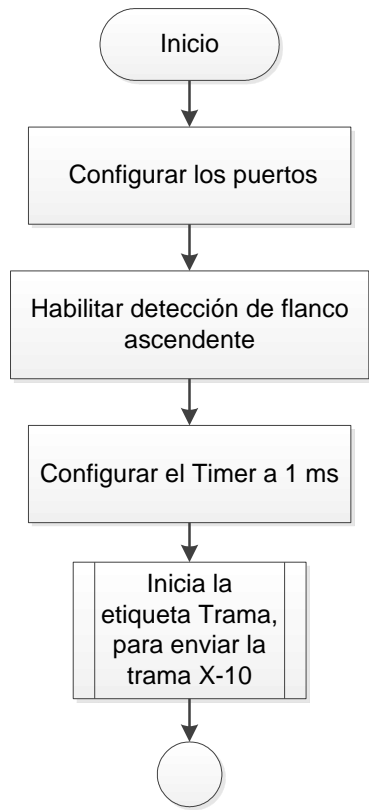 Inicio
Configurar los puertos
Habilitar detección de flanco
ascendente
Configurar el Timer a 1 ms
Inicia la
etiqueta Trama,
para enviar la
trama X-10